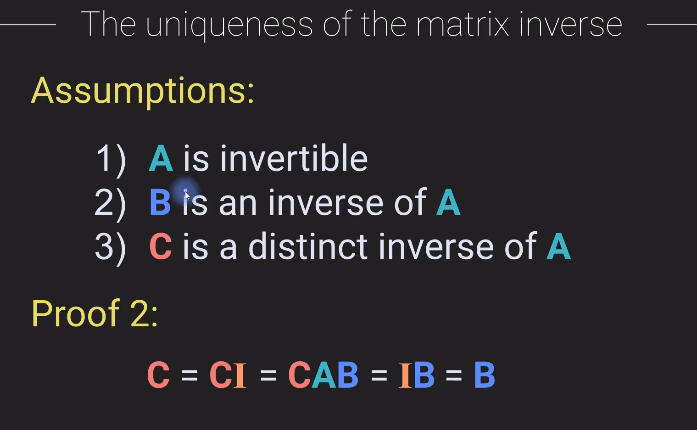 The uniqueness of the matrix inverse
Assumptions:
1) A is invertible
2) B is an inverse of A
3) C is a distinct inverse of A
Proof 2:
C = CI = CAB = IB = B